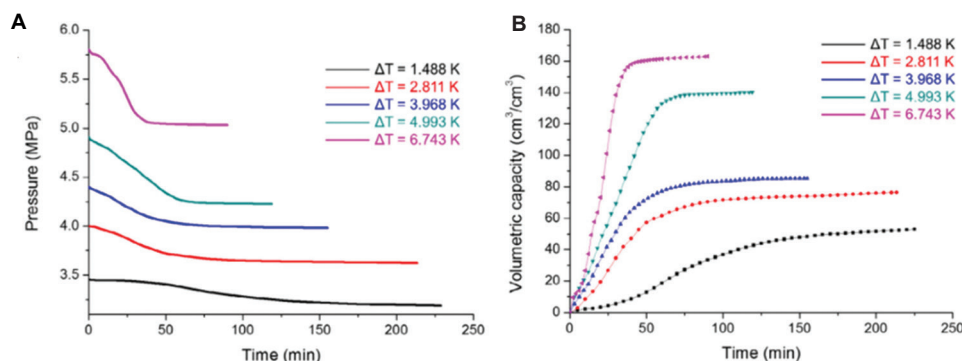 A
Pressure (MPa)
6.0
5.5
5.0
4.5
4.0
3.5
0
50
100
150
200
250
Time (min)
ΔT = 1.488 K
ΔT = 2.811 K
ΔT = 3.968 K
ΔT = 4.993 K
ΔT = 6.743 K
B
Volumetric capacity (cm³/cm³)
180
160
140
120
100
80
60
40
20
0
0
50
100
150
200
250
Time (min)
ΔT = 1.488 K
ΔT = 2.811 K
ΔT = 3.968 K
ΔT = 4.993 K
ΔT = 6.743 K